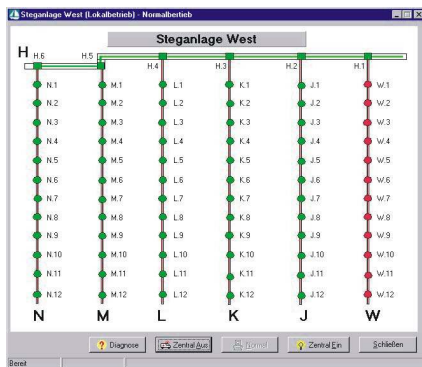 Steganlage West (Lokalbetrieb) - Normalbertieb
Steganlage West
H H.6 H.5 H.4 H.3 H.2 H.1
N.1 M.1 L.1 K.1 J.1 W.1
N.2 M.2 L.2 K.2 J.2 W.2
N.3 M.3 L.3 K.3 J.3 W.3
N.4 M.4 L.4 K.4 J.4 W.4
N.5 M.5 L.5 K.5 J.5 W.5
N.6 M.6 L.6 K.6 J.6 W.6
N.7 M.7 L.7 K.7 J.7 W.7
N.8 M.8 L.8 K.8 J.8 W.8
N.9 M.9 L.9 K.9 J.9 W.9
N.10 M.10 L.10 K.10 J.10 W.10
N.11 M.11 L.11 K.11 J.11 W.11
N.12 M.12 L.12 K.12 J.12 W.12
N M L K J W
Diagnose Zentral Aus Normal Zentral Ein Schließen
Bereit